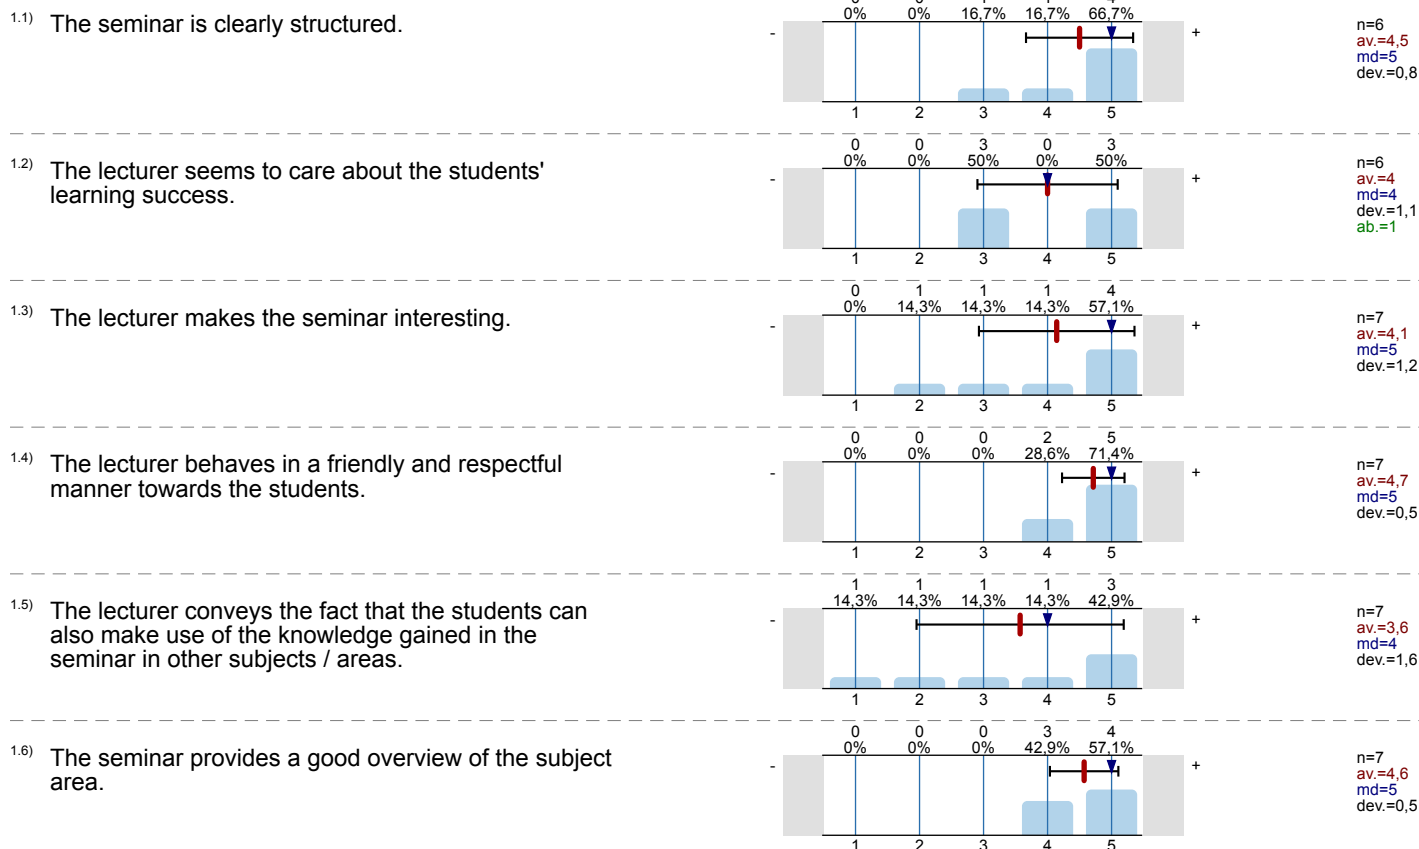 0 0 1 1 4
1.1) The seminar is clearly structured.
0% 0% 16,7% 16,7% 66,7%
- +
n=6
av.=4,5
md=5
dev.=0,8
1 2 3 4 5
1.2) The lecturer seems to care about the students'
learning success.
0 0 3 0 3
0% 0% 50% 0% 50%
- +
n=6
av.=4
md=4
dev.=1,1
ab.=1
1 2 3 4 5
1.3) The lecturer makes the seminar interesting.
0 1 1 1 4
0% 14,3% 14,3% 14,3% 57,1%
- +
n=7
av.=4,1
md=5
dev.=1,2
1 2 3 4 5
1.4) The lecturer behaves in a friendly and respectful
manner towards the students.
0 0 0 2 5
0% 0% 0% 28,6% 71,4%
- +
n=7
av.=4,7
md=5
dev.=0,5
1 2 3 4 5
1.5) The lecturer conveys the fact that the students can
also make use of the knowledge gained in the
seminar in other subjects / areas.
1 1 1 1 3
14,3% 14,3% 14,3% 14,3% 42,9%
- +
n=7
av.=3,6
md=4
dev.=1,6
1 2 3 4 5
1.6) The seminar provides a good overview of the subject
area.
0 0 0 3 4
0% 0% 0% 42,9% 57,1%
- +
n=7
av.=4,6
md=5
dev.=0,5
1 2 3 4 5